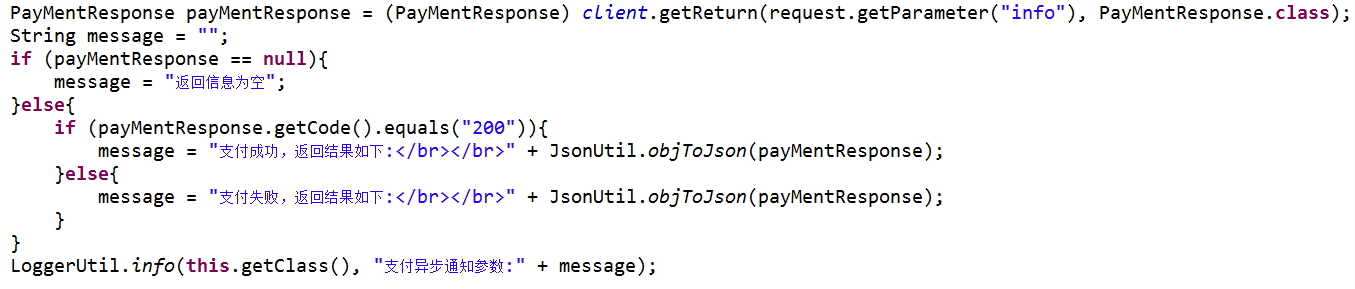 PayMentResponse payMentResponse = (PayMentResponse) client.getReturn(request.getParameter("info"), PayMentResponse.class);
String message = "";
if (payMentResponse == null){
    message = "返回信息为空";
}else{
    if (payMentResponse.getCode().equals("200")){
        message = "支付成功，返回结果如下:</br></br>" + JsonUtil.objToJson(payMentResponse);
    }else{
        message = "支付失败，返回结果如下:</br></br>" + JsonUtil.objToJson(payMentResponse);
    }
}
LoggerUtil.info(this.getClass(), "支付异步通知参数:" + message);